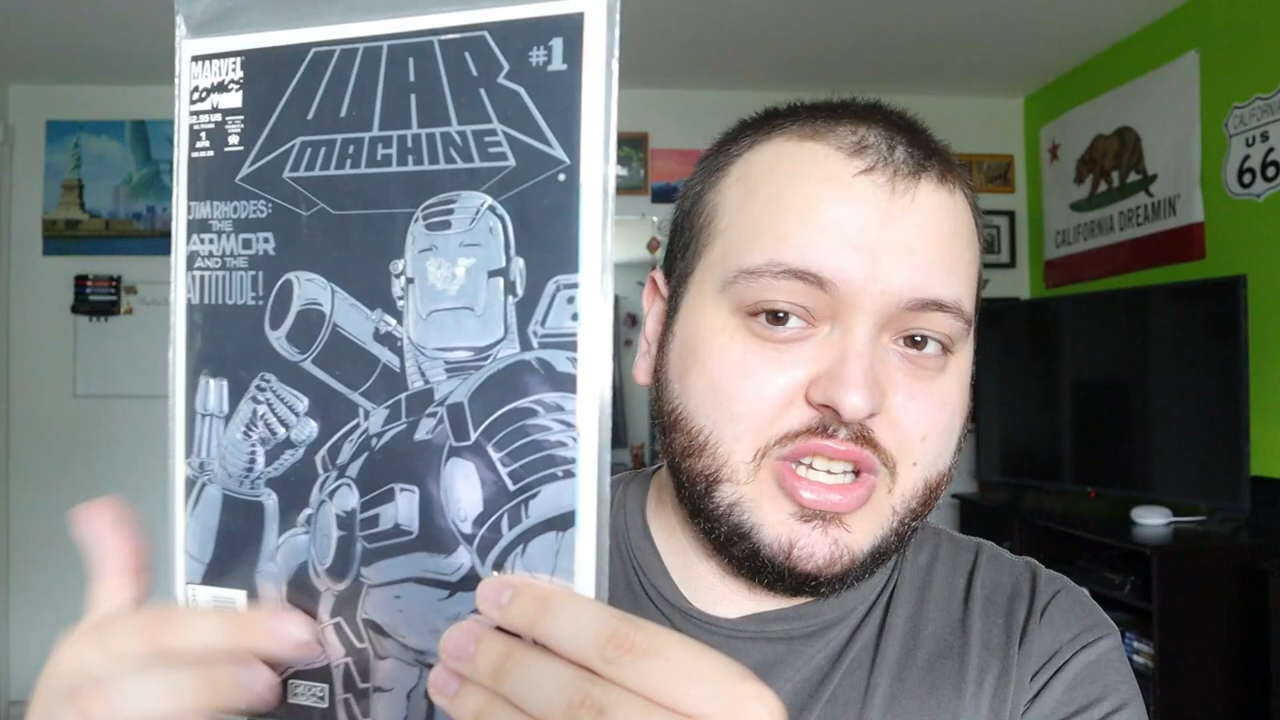 MARVEL
COMICS
$2.95 US
1
APR
WAR
MACHINE
#1
JIM RHODES:
THE
ARMOR
AND THE
ATTITUDE!
CALIFORNIA DREAMIN'
CALIFORNIA
US
66